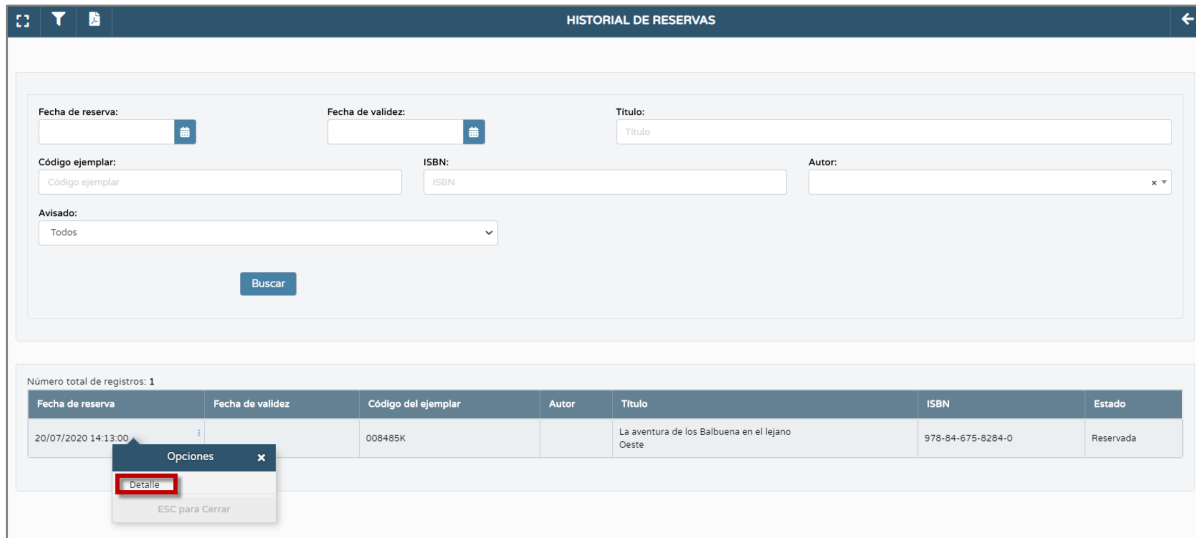 HISTORIAL DE RESERVAS
Fecha de reserva:
Fecha de validez:
Título:
Título
Código ejemplar:
ISBN:
Autor:
Código ejemplar
ISBN
Avisado:
Todos
Buscar
Número total de registros: 1
Fecha de reserva Fecha de validez Código del ejemplar Autor Título ISBN Estado
20/07/2020 14:13:00 008485K La aventura de los Balbuena en el lejano 978-84-675-8284-0 Reservada
Oeste
Opciones
Detalle
ESC para Cerrar